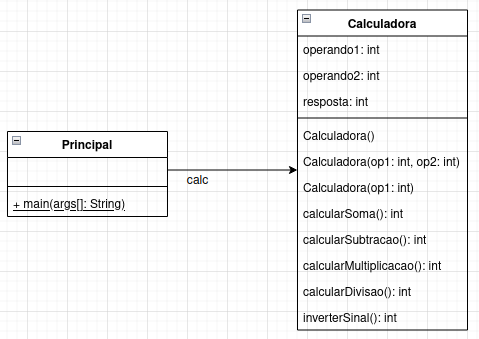 Principal
+ main(args[]: String)
calc
Calculadora
operando1: int
operando2: int
resposta: int
Calculadora()
Calculadora(op1: int, op2: int)
Calculadora(op1: int)
calcularSoma(): int
calcularSubtracao(): int
calcularMultiplicacao(): int
calcularDivisao(): int
inverterSinal(): int